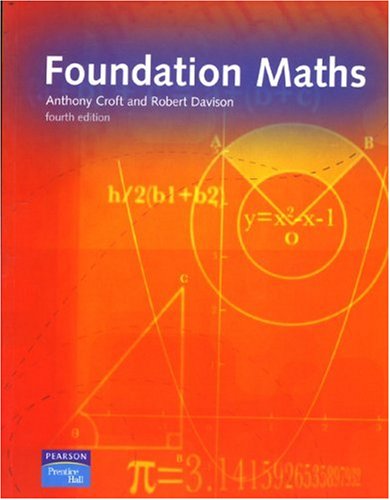 Foundation Maths
Anthony Croft and Robert Davison
fourth edition
A
B
h/2(b1+b2)
y=x²-x-1
O
C
B
PEARSON
Prentice
Hall
π=3.1415926535897932